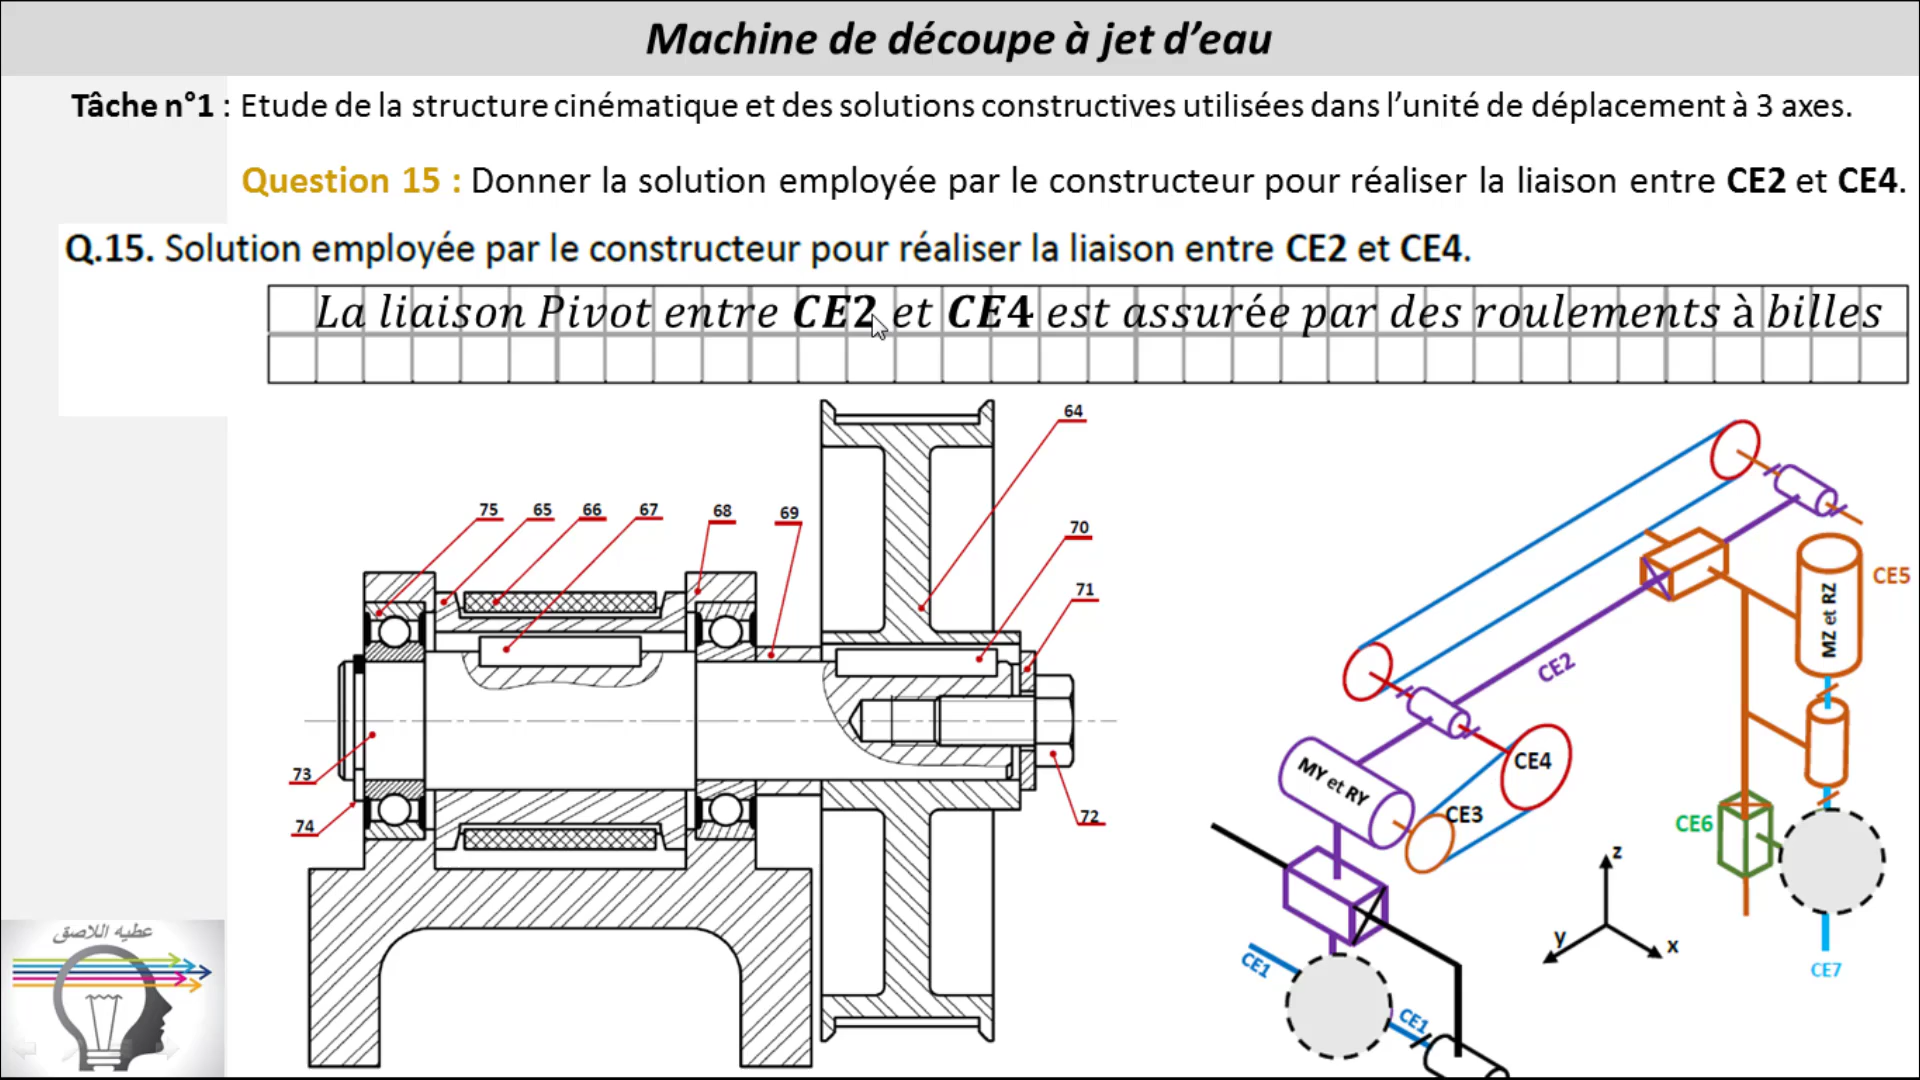 Machine de découpe à jet d’eau
Tâche n°1 : Etude de la structure cinématique et des solutions constructives utilisées dans l’unité de déplacement à 3 axes.
Question 15 : Donner la solution employée par le constructeur pour réaliser la liaison entre CE2 et CE4.
Q.15. Solution employée par le constructeur pour réaliser la liaison entre CE2 et CE4.
La liaison Pivot entre CE2 et CE4 est assurée par des roulements à billes
64
75 65 66 67 68 69
70
71
73
74
72
CE5
MZ et RZ
CE2
CE4
MY et RY
CE3
CE6
z
y
x
CE1
CE1
CE7
عطيه اللاصق